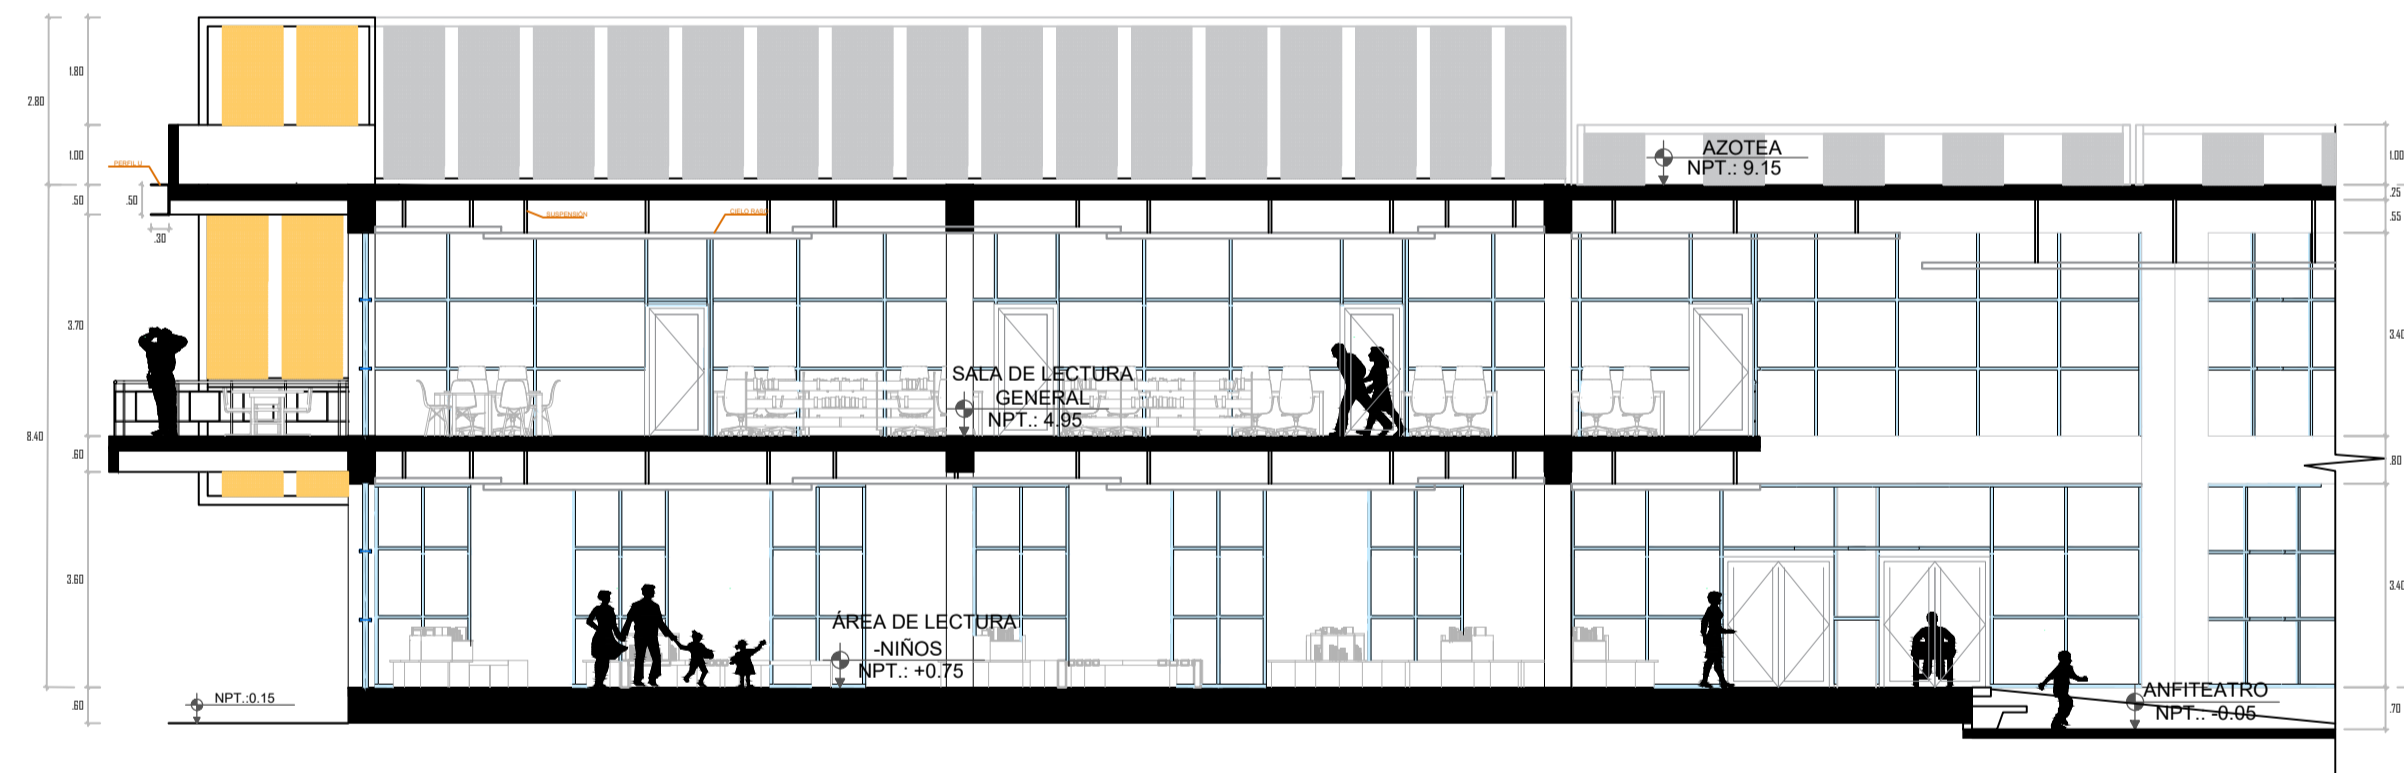 1.80
2.80
1.00
PERFIL U
.50
.50
.30
SUSPENSIÓN
CIELO RASO
AZOTEA
NPT.: 9.15
1.00
.25
.55
3.70
3.40
SALA DE LECTURA
GENERAL
NPT.: 4.95
8.40
.60
.80
3.60
3.40
ÁREA DE LECTURA
-NIÑOS
NPT.: +0.75
NPT.:0.15
.60
ANFITEATRO
NPT.: -0.05
.70